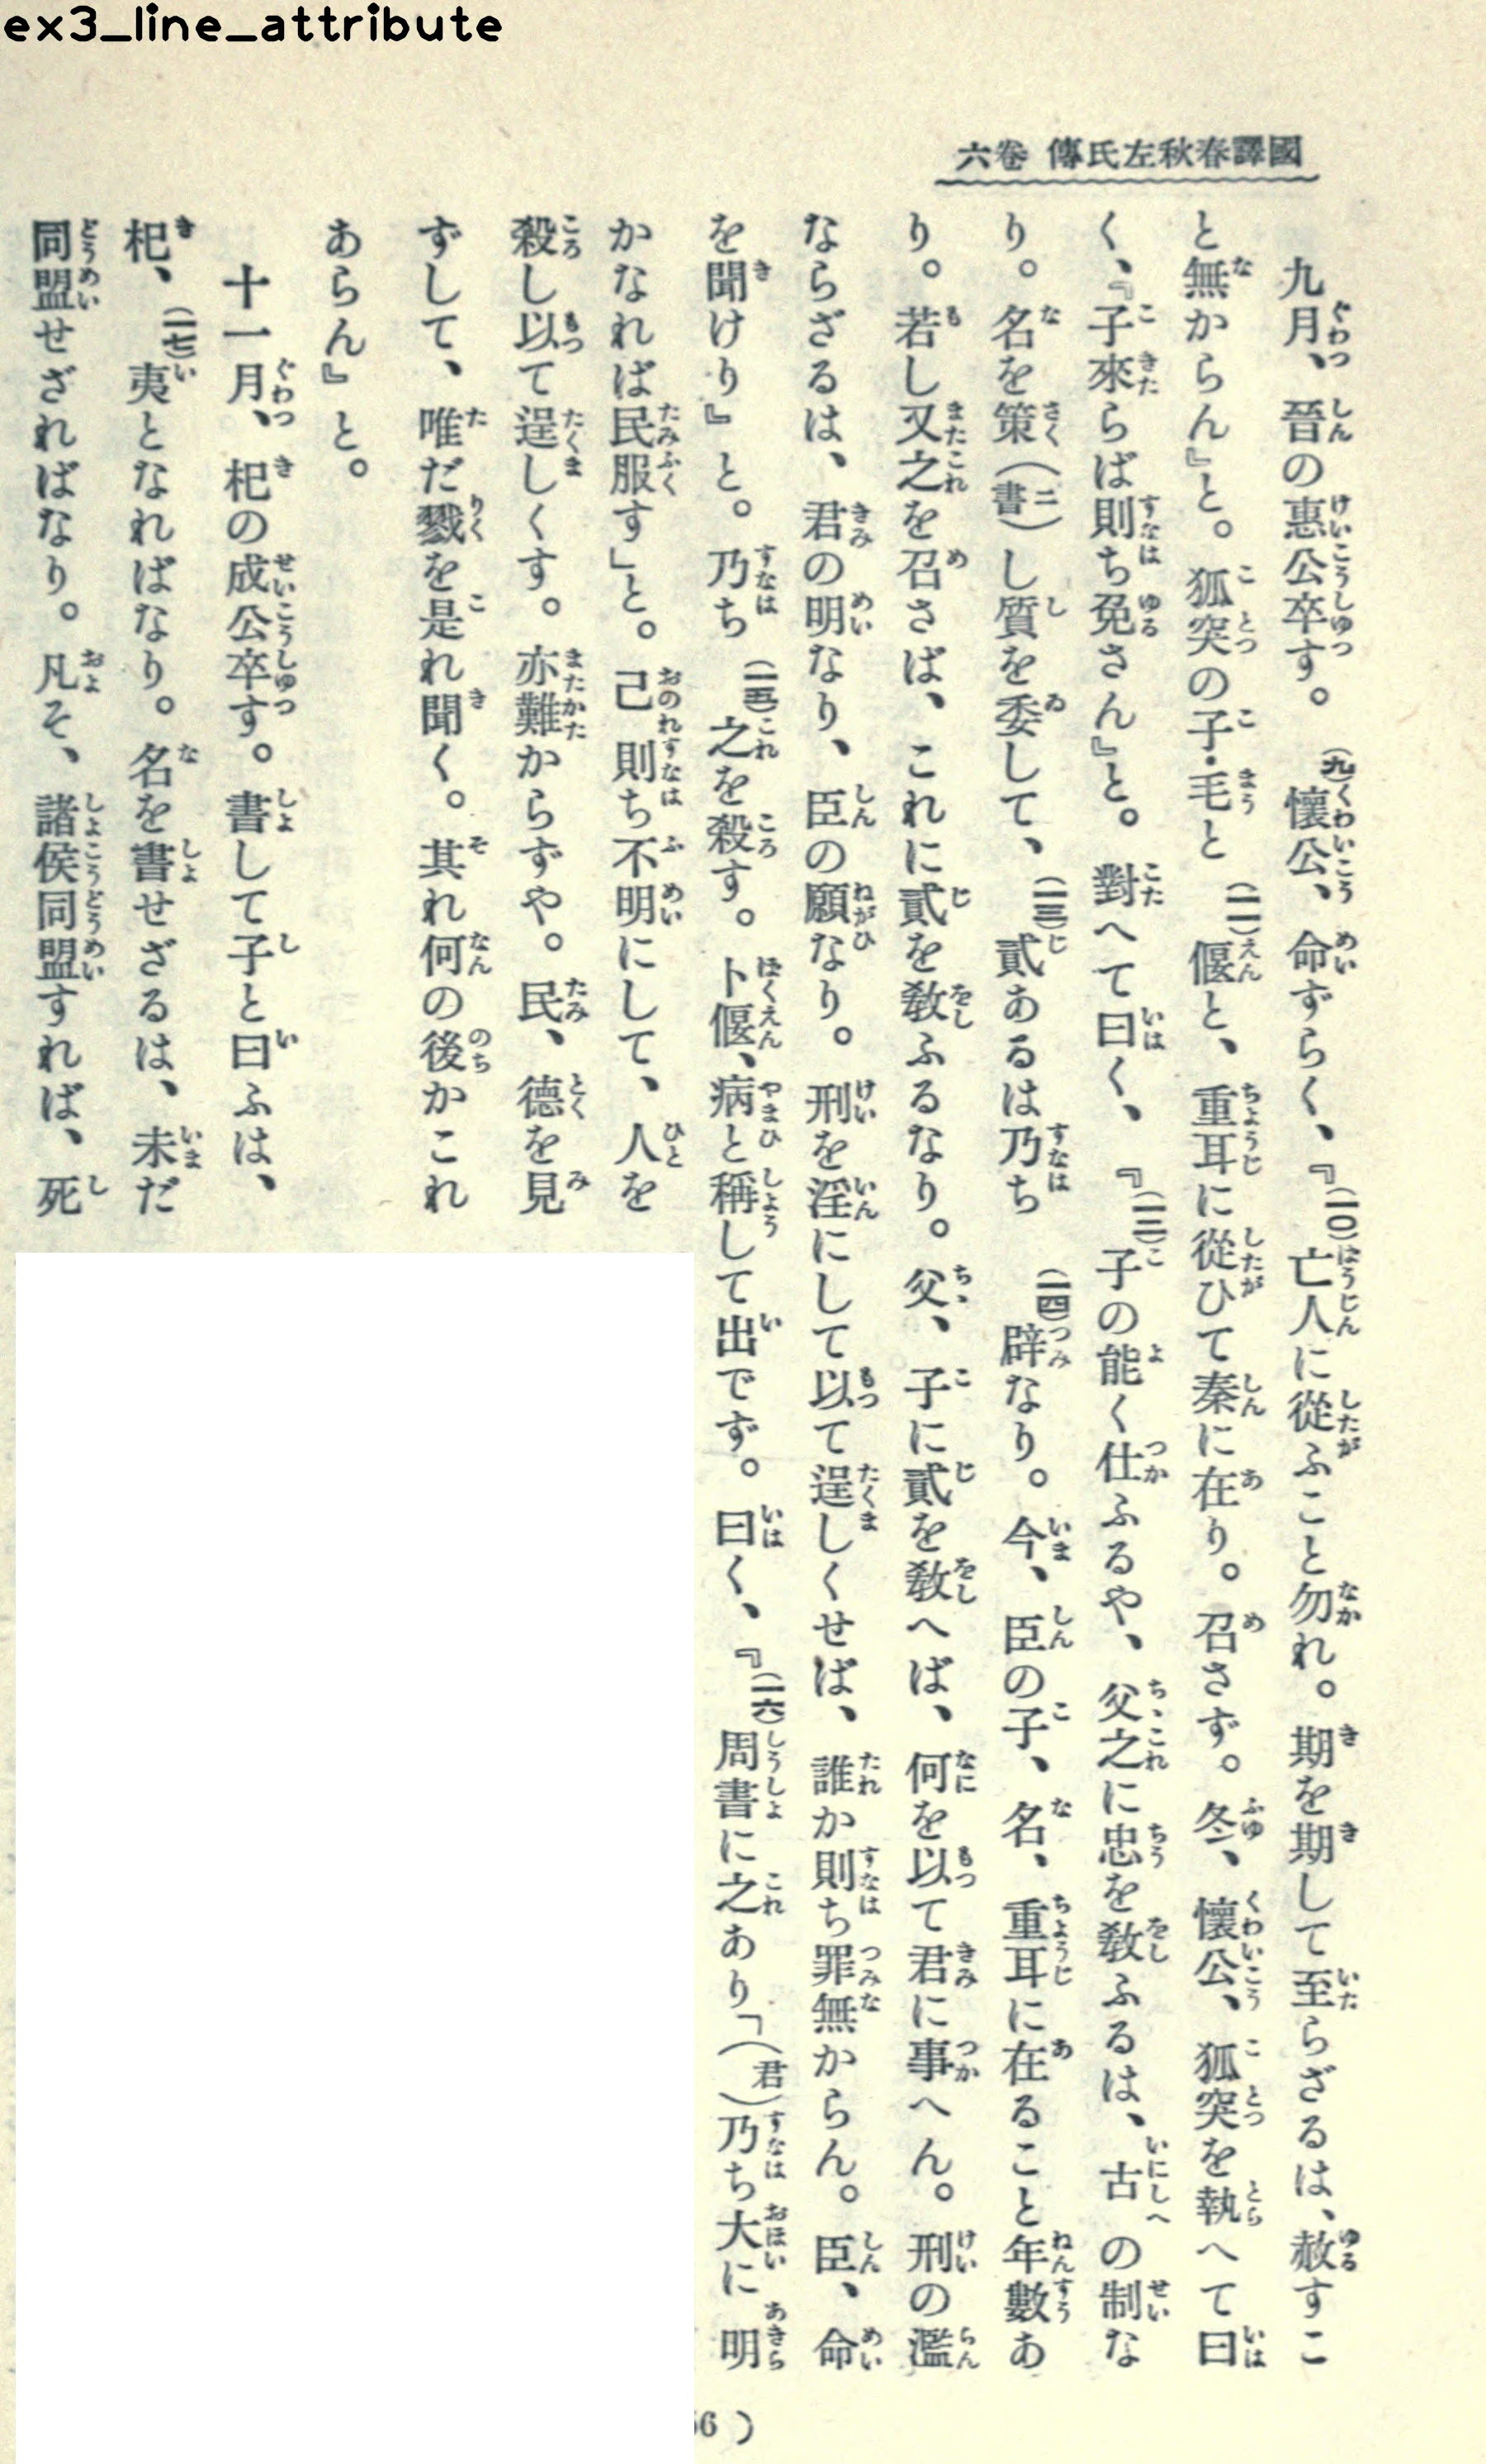 ex3_line_attribute
國譯春秋左氏傳 卷六
九月、晉の惠公卒す。(九)懷公、命ずらく、『(一〇)亡人に從ふこと勿れ。期を期して至らざるは、赦すこ
と無からん』と。狐突の子・毛と(一一)偃と、重耳に從ひて秦に在り。召さず。冬、懷公、狐突を執へて曰
く、『子來らば則ち免さん』と。對へて曰く、『(一二)子の能く仕ふるや、父之に忠を敎ふるは、古の制な
り。名を策(書二)し質を委して、(一三)貳あるは乃ち(一四)辟なり。今、臣の子、名、重耳に在ること年數あ
り。若し又之を召さば、これに貳を敎ふるなり。父、子に貳を敎へば、何を以て君に事へん。刑の濫
ならざるは、君の明なり、臣の願なり。刑を淫にして以て逞しくせば、誰か則ち罪無からん。臣、命
を聞けり』と。乃ち(一五)之を殺す。卜偃、病と稱して出でず。曰く、『(一六)周書に之あり「(君)乃ち大に明
かなれば民服す」と。己則ち不明にして、人を
殺し以て逞しくす。亦難からずや。民、德を見
ずして、唯だ戮を是れ聞く。其れ何の後かこれ
あらん』と。
十一月、杞の成公卒す。書して子と曰ふは、
杞、(一七)夷となればなり。名を書せざるは、未だ
同盟せざればなり。凡そ、諸侯同盟すれば、死
56 )